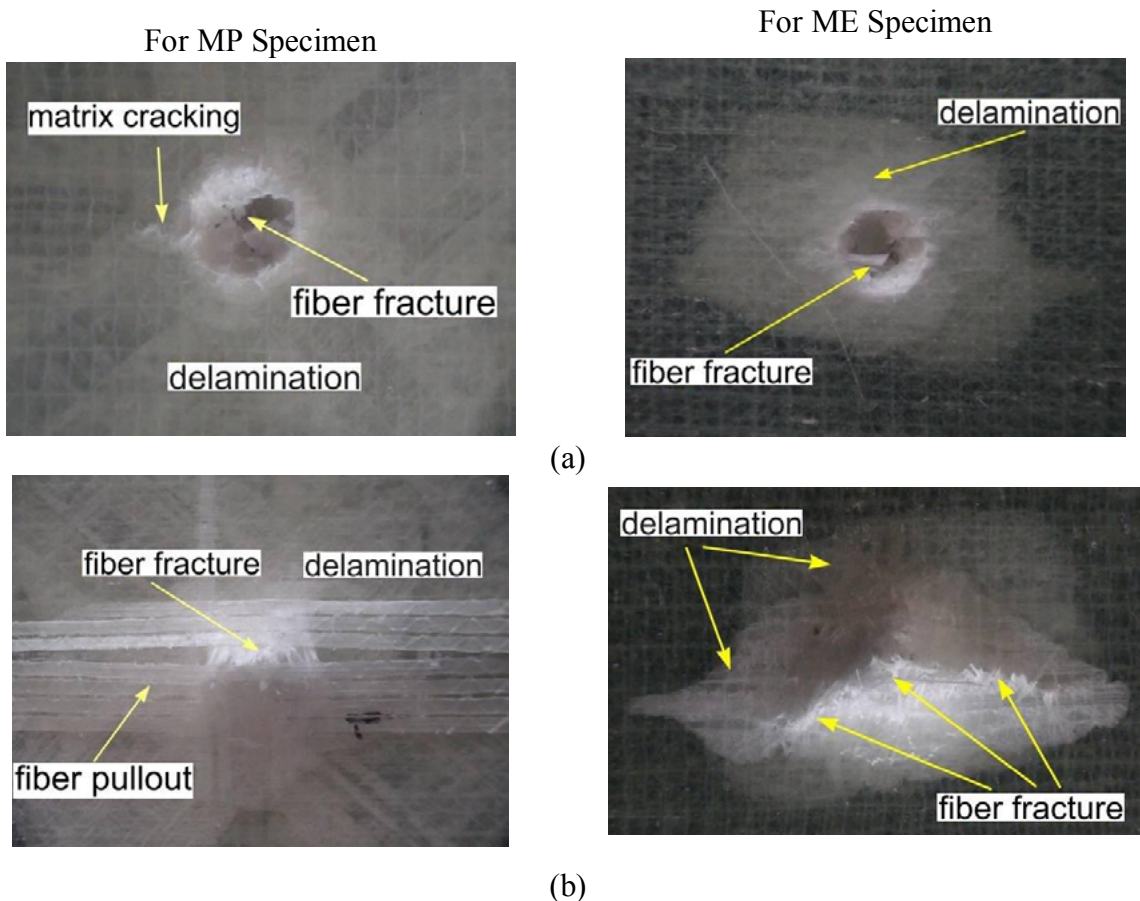 For MP Specimen
For ME Specimen
matrix cracking
fiber fracture
delamination
delamination
fiber fracture
(a)
fiber fracture
delamination
fiber pullout
delamination
fiber fracture
(b)